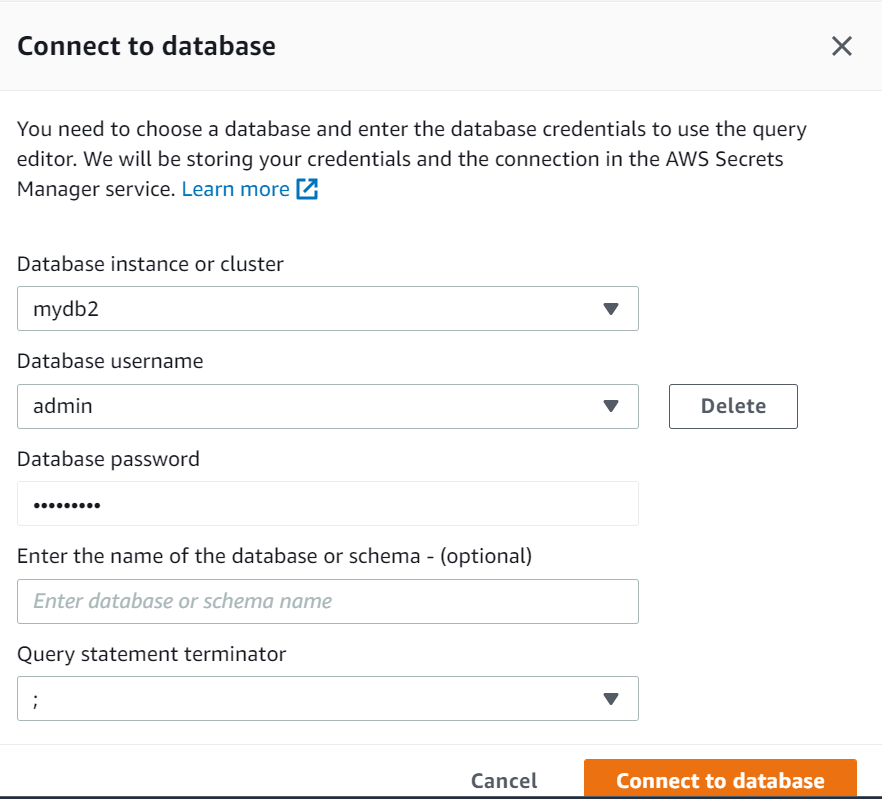 Connect to database
You need to choose a database and enter the database credentials to use the query
editor. We will be storing your credentials and the connection in the AWS Secrets
Manager service. Learn more
Database instance or cluster
mydb2
Database username
admin
Delete
Database password
•••••••••
Enter the name of the database or schema - (optional)
Enter database or schema name
Query statement terminator
;
Cancel
Connect to database